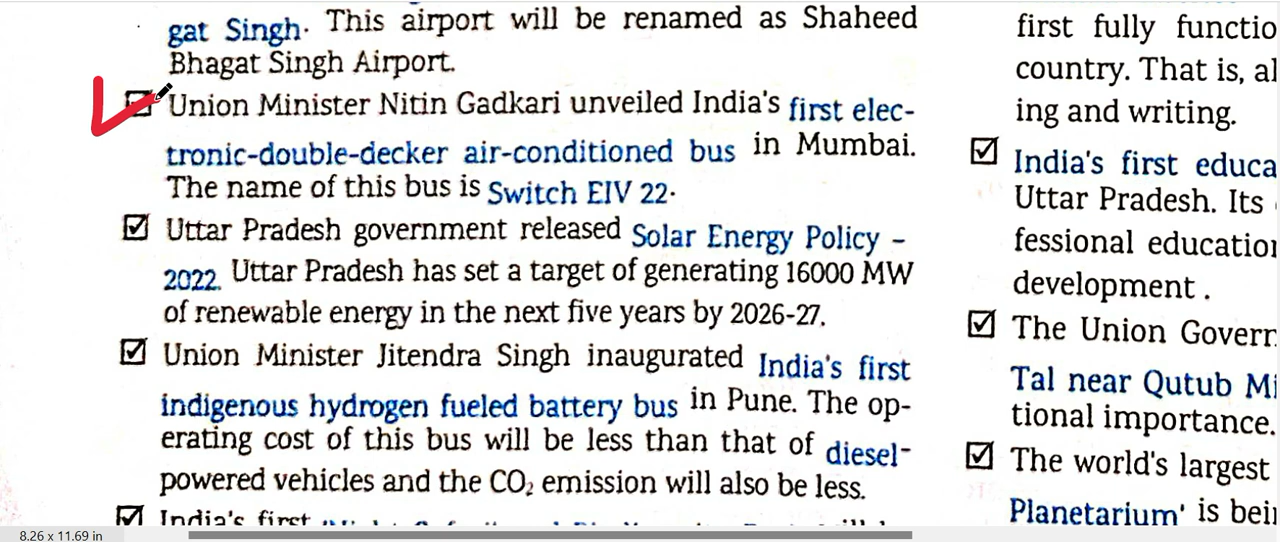 gat Singh. This airport will be renamed as Shaheed
Bhagat Singh Airport.
Union Minister Nitin Gadkari unveiled India's first elec-
tronic-double-decker air-conditioned bus in Mumbai.
The name of this bus is Switch EIV 22.
Uttar Pradesh government released Solar Energy Policy –
2022. Uttar Pradesh has set a target of generating 16000 MW
of renewable energy in the next five years by 2026-27.
Union Minister Jitendra Singh inaugurated India's first
indigenous hydrogen fueled battery bus in Pune. The op-
erating cost of this bus will be less than that of diesel-
powered vehicles and the CO₂ emission will also be less.
India's first
first fully functio
country. That is, al
ing and writing.
India's first educa
Uttar Pradesh. Its
fessional education
development .
The Union Govern
Tal near Qutub Mi
tional importance.
The world's largest
Planetarium' is bei
8.26 x 11.69 in